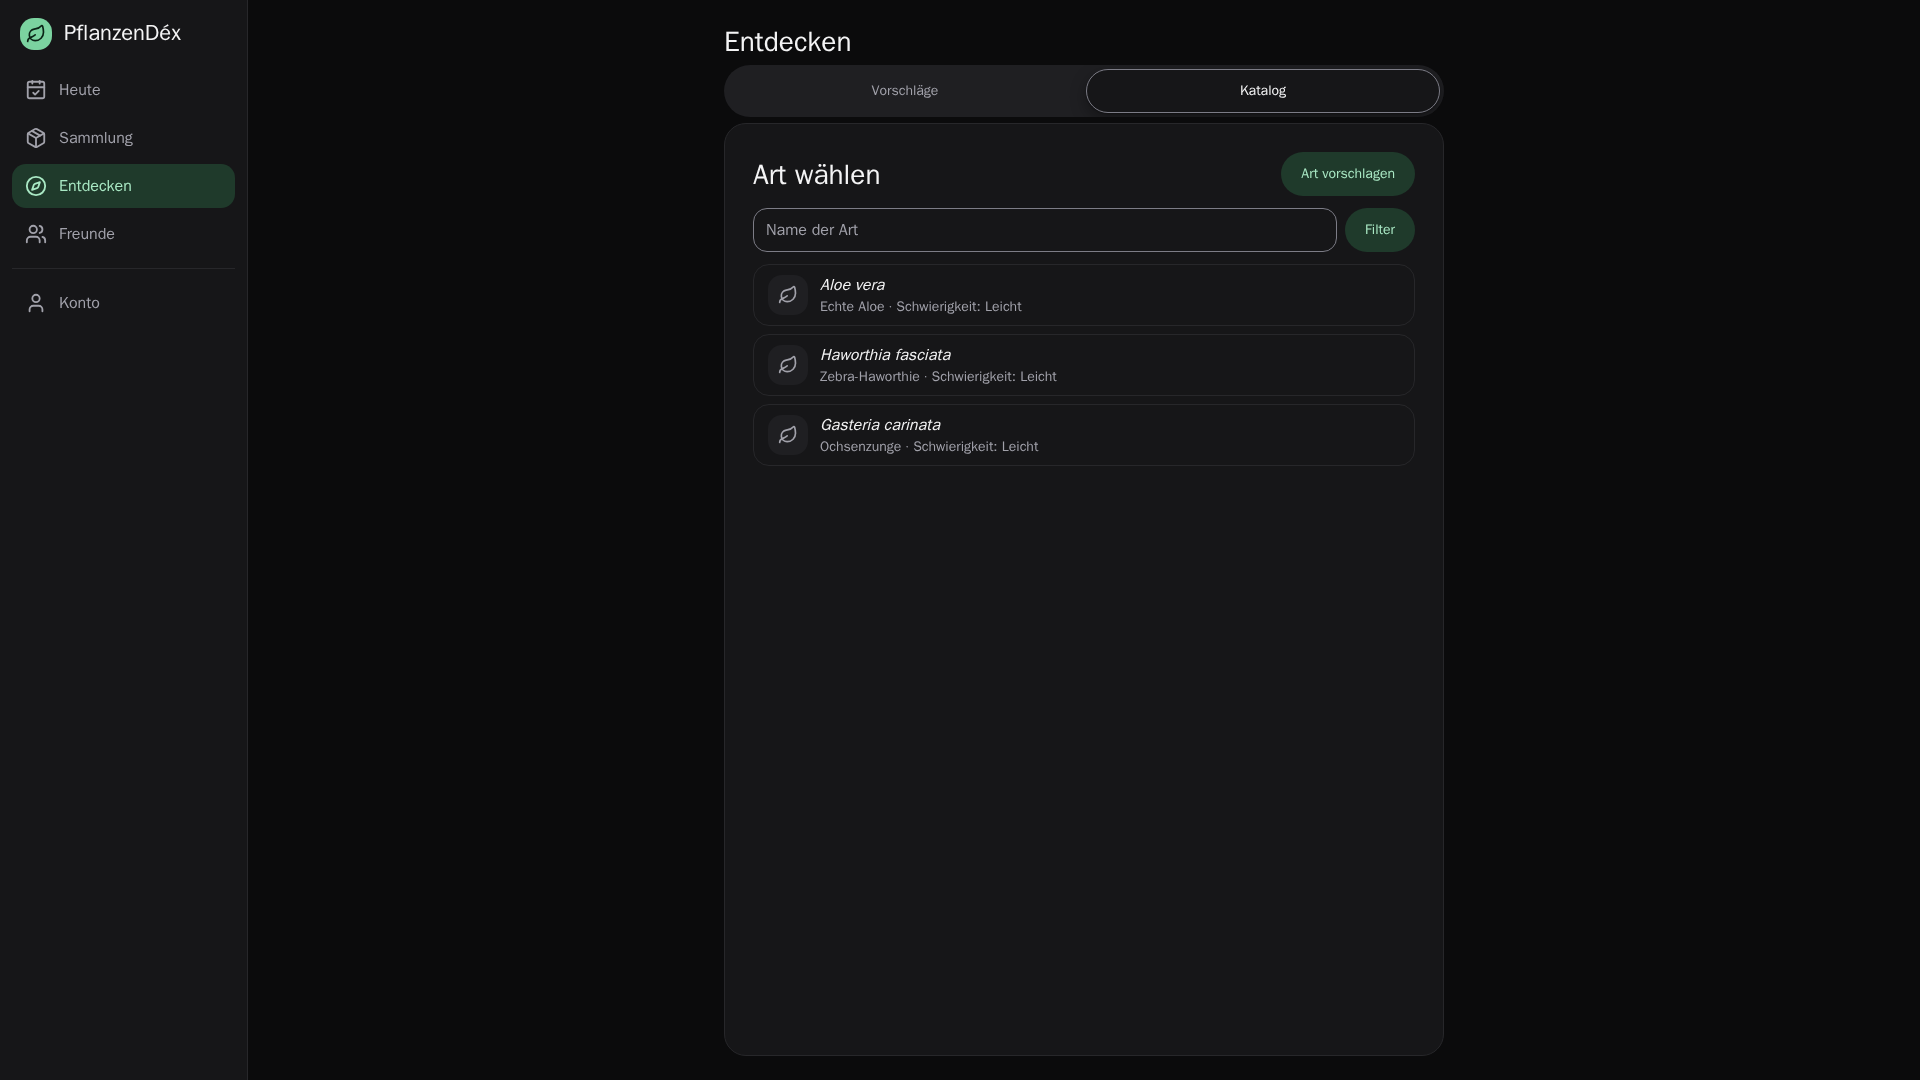 PflanzenDéx
Heute
Sammlung
Entdecken
Freunde
Konto
Entdecken
Vorschläge
Katalog
Art wählen
Art vorschlagen
Name der Art
Filter
Aloe vera
Echte Aloe · Schwierigkeit: Leicht
Haworthia fasciata
Zebra-Haworthie · Schwierigkeit: Leicht
Gasteria carinata
Ochsenzunge · Schwierigkeit: Leicht